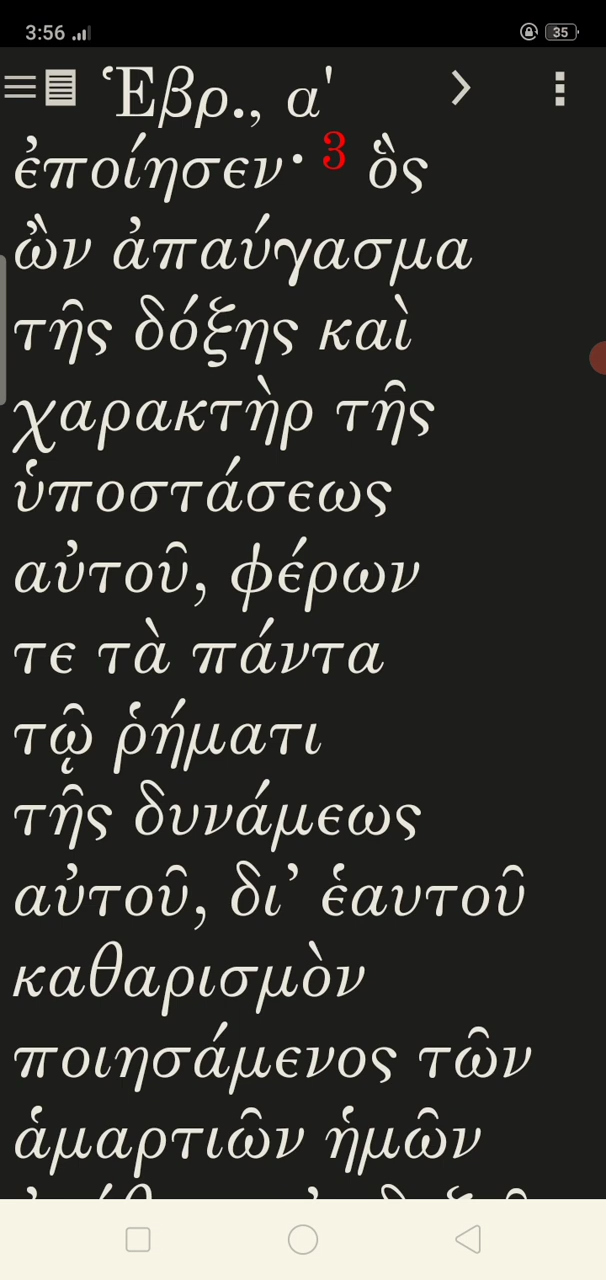 3:56 35
Ἑβρ., α'
ἐποίησεν· 3 ὃς
ὢν ἀπαύγασμα
τῆς δόξης καὶ
χαρακτὴρ τῆς
ὑποστάσεως
αὐτοῦ, φέρων
τε τὰ πάντα
τῷ ῥήματι
τῆς δυνάμεως
αὐτοῦ, δι’ ἑαυτοῦ
καθαρισμὸν
ποιησάμενος τῶν
ἁμαρτιῶν ἡμῶν